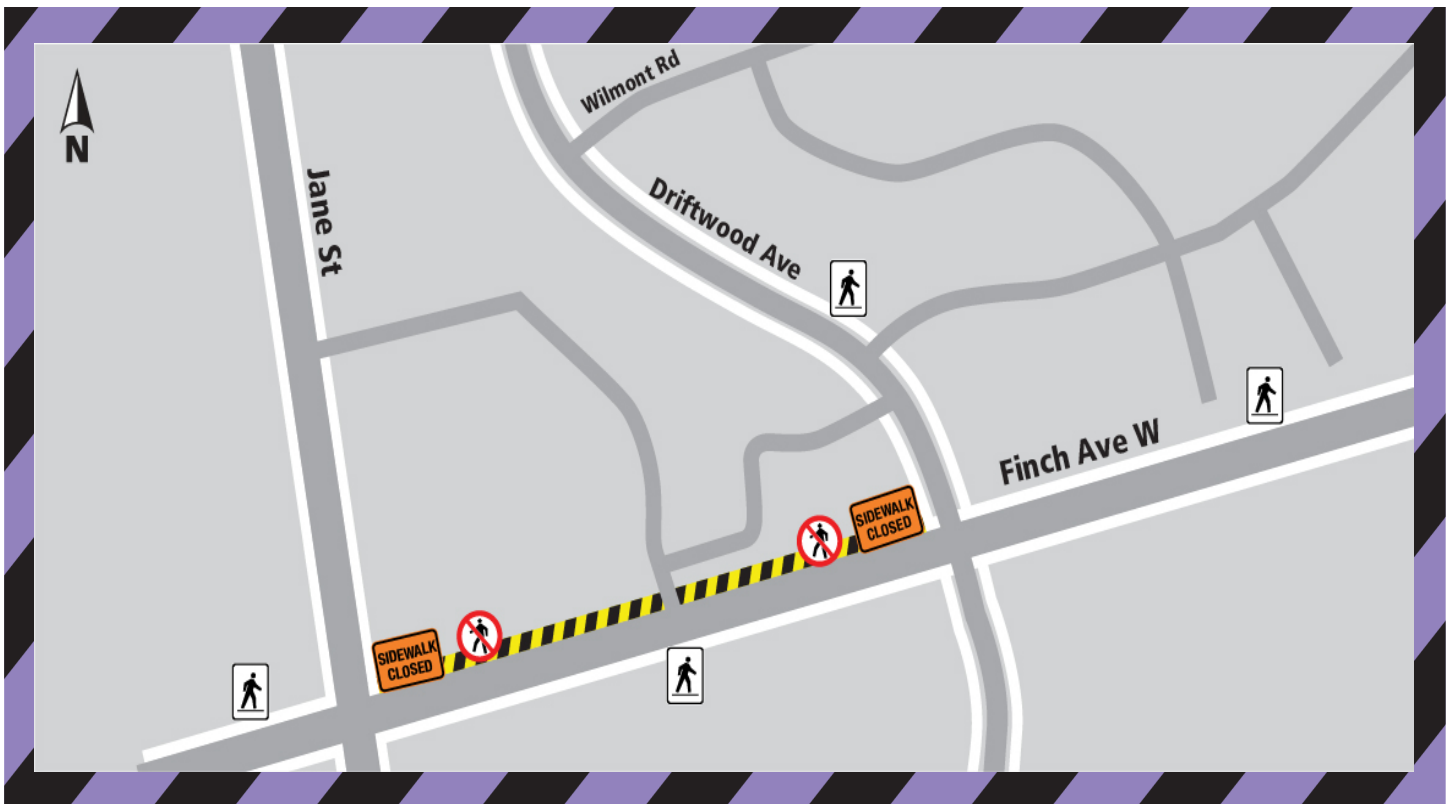 Wilmont Rd
N
Jane St
Driftwood Ave
Finch Ave W
SIDEWALK
CLOSED
SIDEWALK
CLOSED